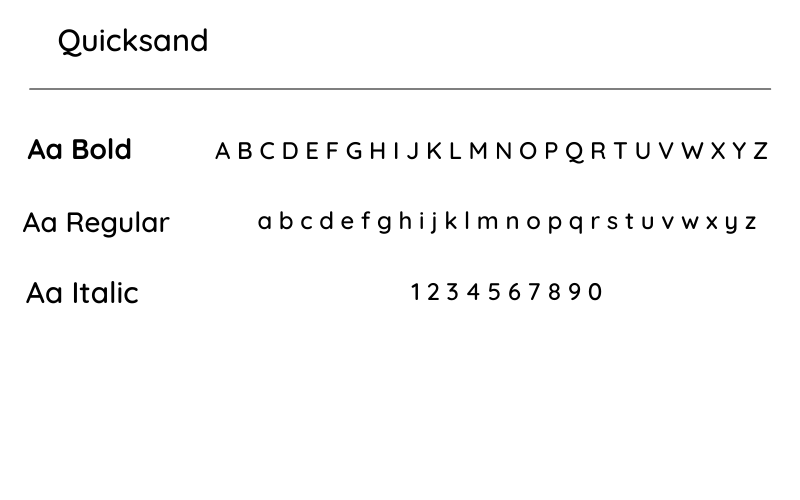 Quicksand
Aa Bold A B C D E F G H I J K L M N O P Q R T U V W X Y Z
Aa Regular a b c d e f g h i j k l m n o p q r s t u v w x y z
Aa Italic 1 2 3 4 5 6 7 8 9 0